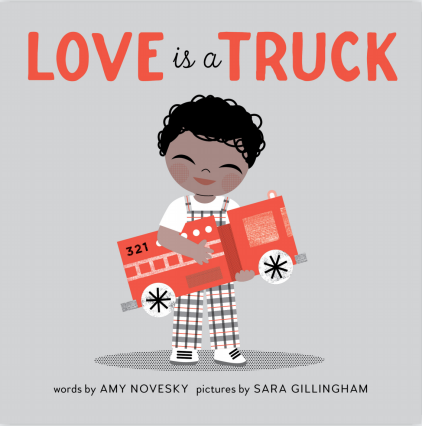 LOVE is a TRUCK
321
words by AMY NOVESKY pictures by SARA GILLINGHAM